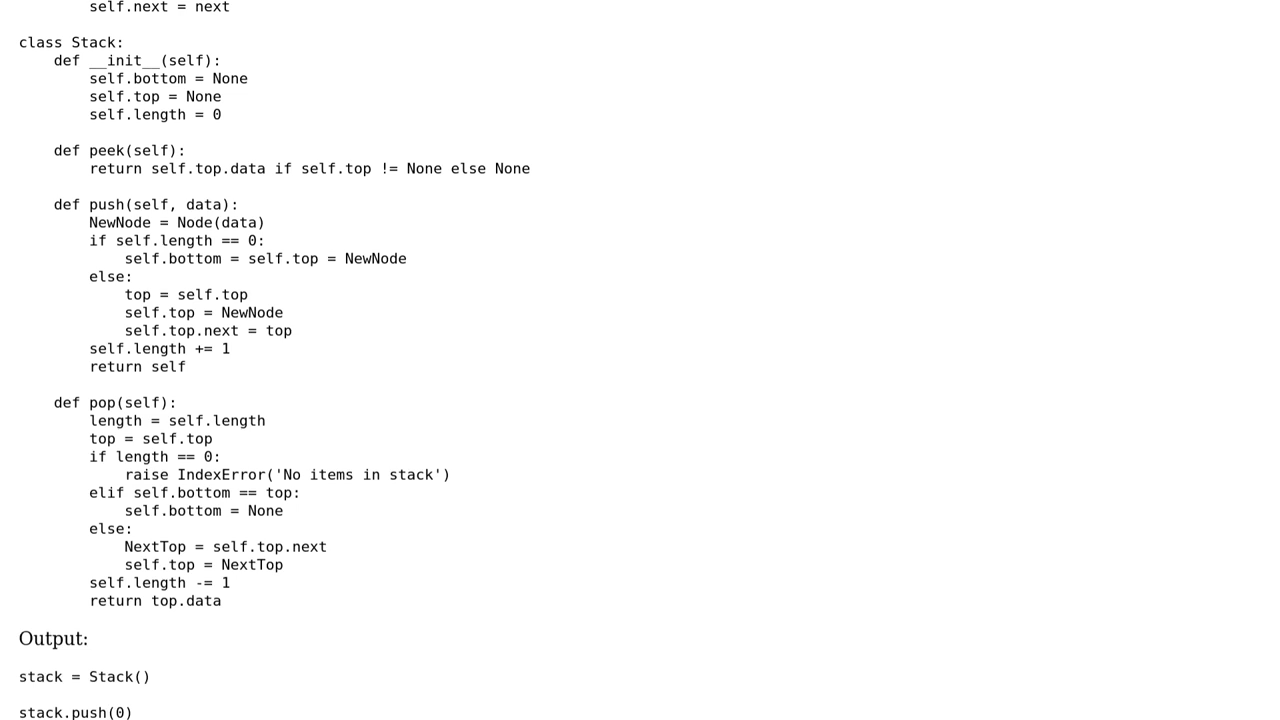 self.next = next

class Stack:
    def __init__(self):
        self.bottom = None
        self.top = None
        self.length = 0

    def peek(self):
        return self.top.data if self.top != None else None

    def push(self, data):
        NewNode = Node(data)
        if self.length == 0:
            self.bottom = self.top = NewNode
        else:
            top = self.top
            self.top = NewNode
            self.top.next = top
        self.length += 1
        return self

    def pop(self):
        length = self.length
        top = self.top
        if length == 0:
            raise IndexError('No items in stack')
        elif self.bottom == top:
            self.bottom = None
        else:
            NextTop = self.top.next
            self.top = NextTop
        self.length -= 1
        return top.data

Output:

stack = Stack()

stack.push(0)